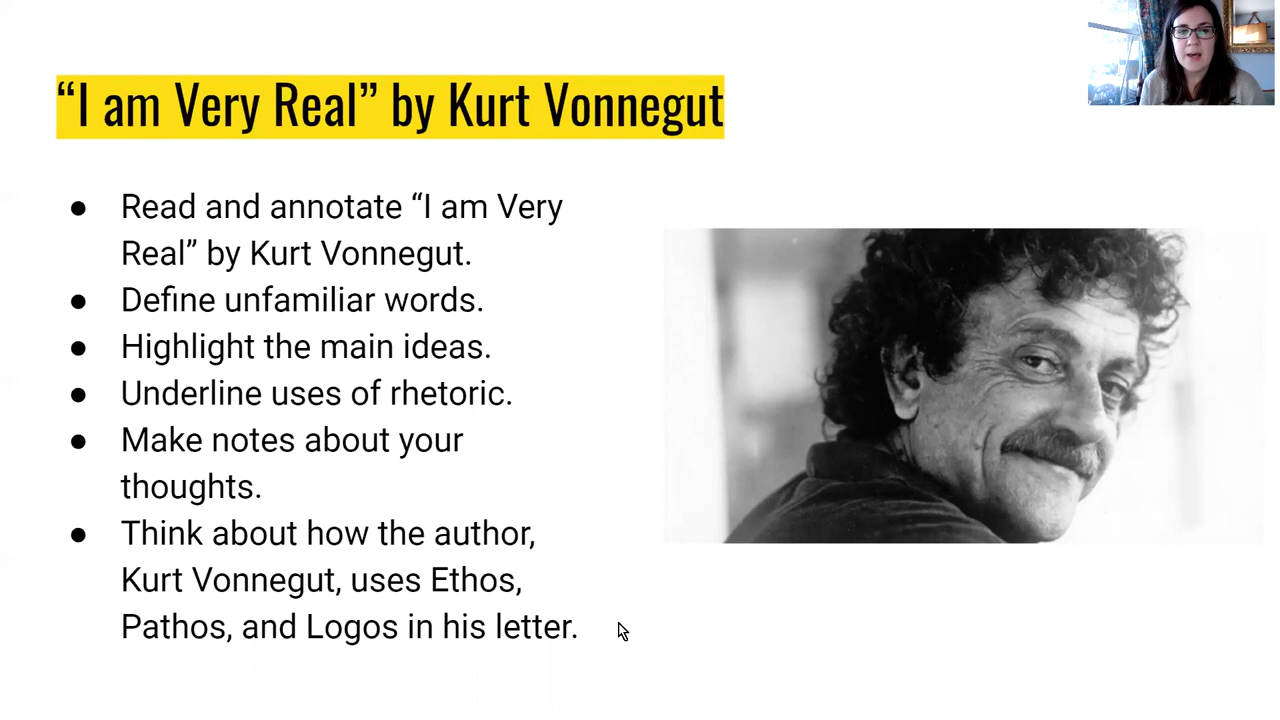 “I am Very Real” by Kurt Vonnegut
● Read and annotate “I am Very
Real” by Kurt Vonnegut.
● Define unfamiliar words.
● Highlight the main ideas.
● Underline uses of rhetoric.
● Make notes about your
thoughts.
● Think about how the author,
Kurt Vonnegut, uses Ethos,
Pathos, and Logos in his letter.